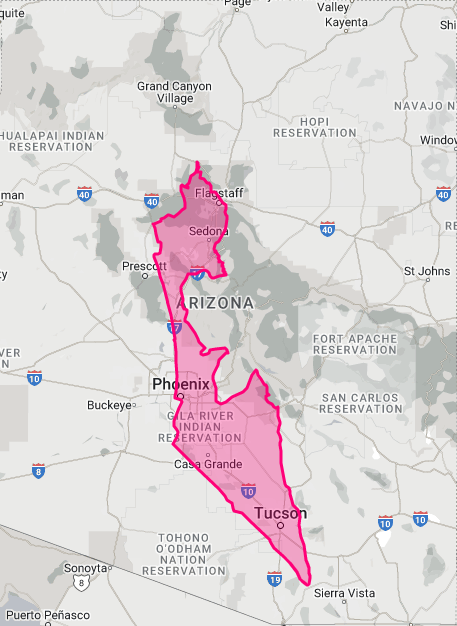 quite
Page
Valley
Kayenta
Shi
Grand Canyon
Village
NAVAJO N
HOPI
RESERVATION
HUALAPAI INDIAN
RESERVATION
Window
man
40
40
Flagstaff
40
40
RE
Sedona
Prescott
17
St Johns
ky
ARIZONA
17
FORT APACHE
RESERVATION
VER
N
10
Phoenix
Buckeye
SAN CARLOS
RESERVATION
GILA RIVER
INDIAN
RESERVATION
Casa Grande
8
10
Tucson
10
10
TOHONO
O'ODHAM
NATION
RESERVATION
Sonoyta
8
19
Sierra Vista
Puerto Peñasco